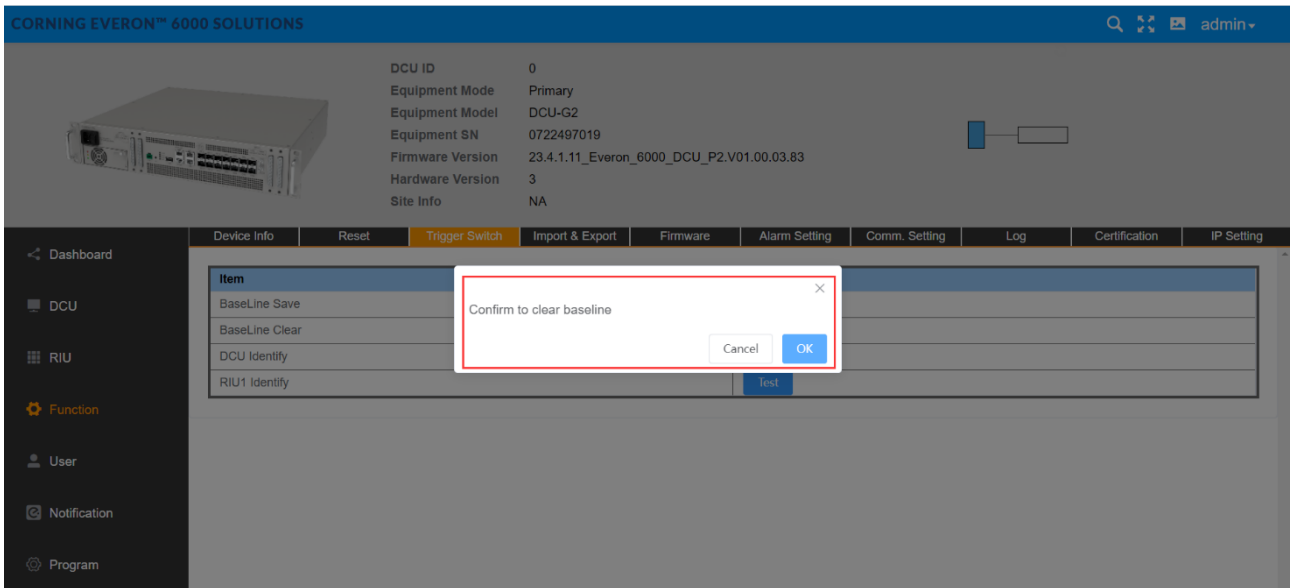 CORNING EVERON™ 6000 SOLUTIONS
admin
DCU ID 0
Equipment Mode Primary
Equipment Model DCU-G2
Equipment SN 0722497019
Firmware Version 23.4.1.11_Everon_6000_DCU_P2.V01.00.03.83
Hardware Version 3
Site Info NA
Device Info Reset Trigger Switch Import & Export Firmware Alarm Setting Comm. Setting Log Certification IP Setting
Dashboard
DCU
RIU
Function
User
Notification
Program
Item
BaseLine Save
BaseLine Clear
DCU Identify
RIU1 Identify Test
Confirm to clear baseline
Cancel OK